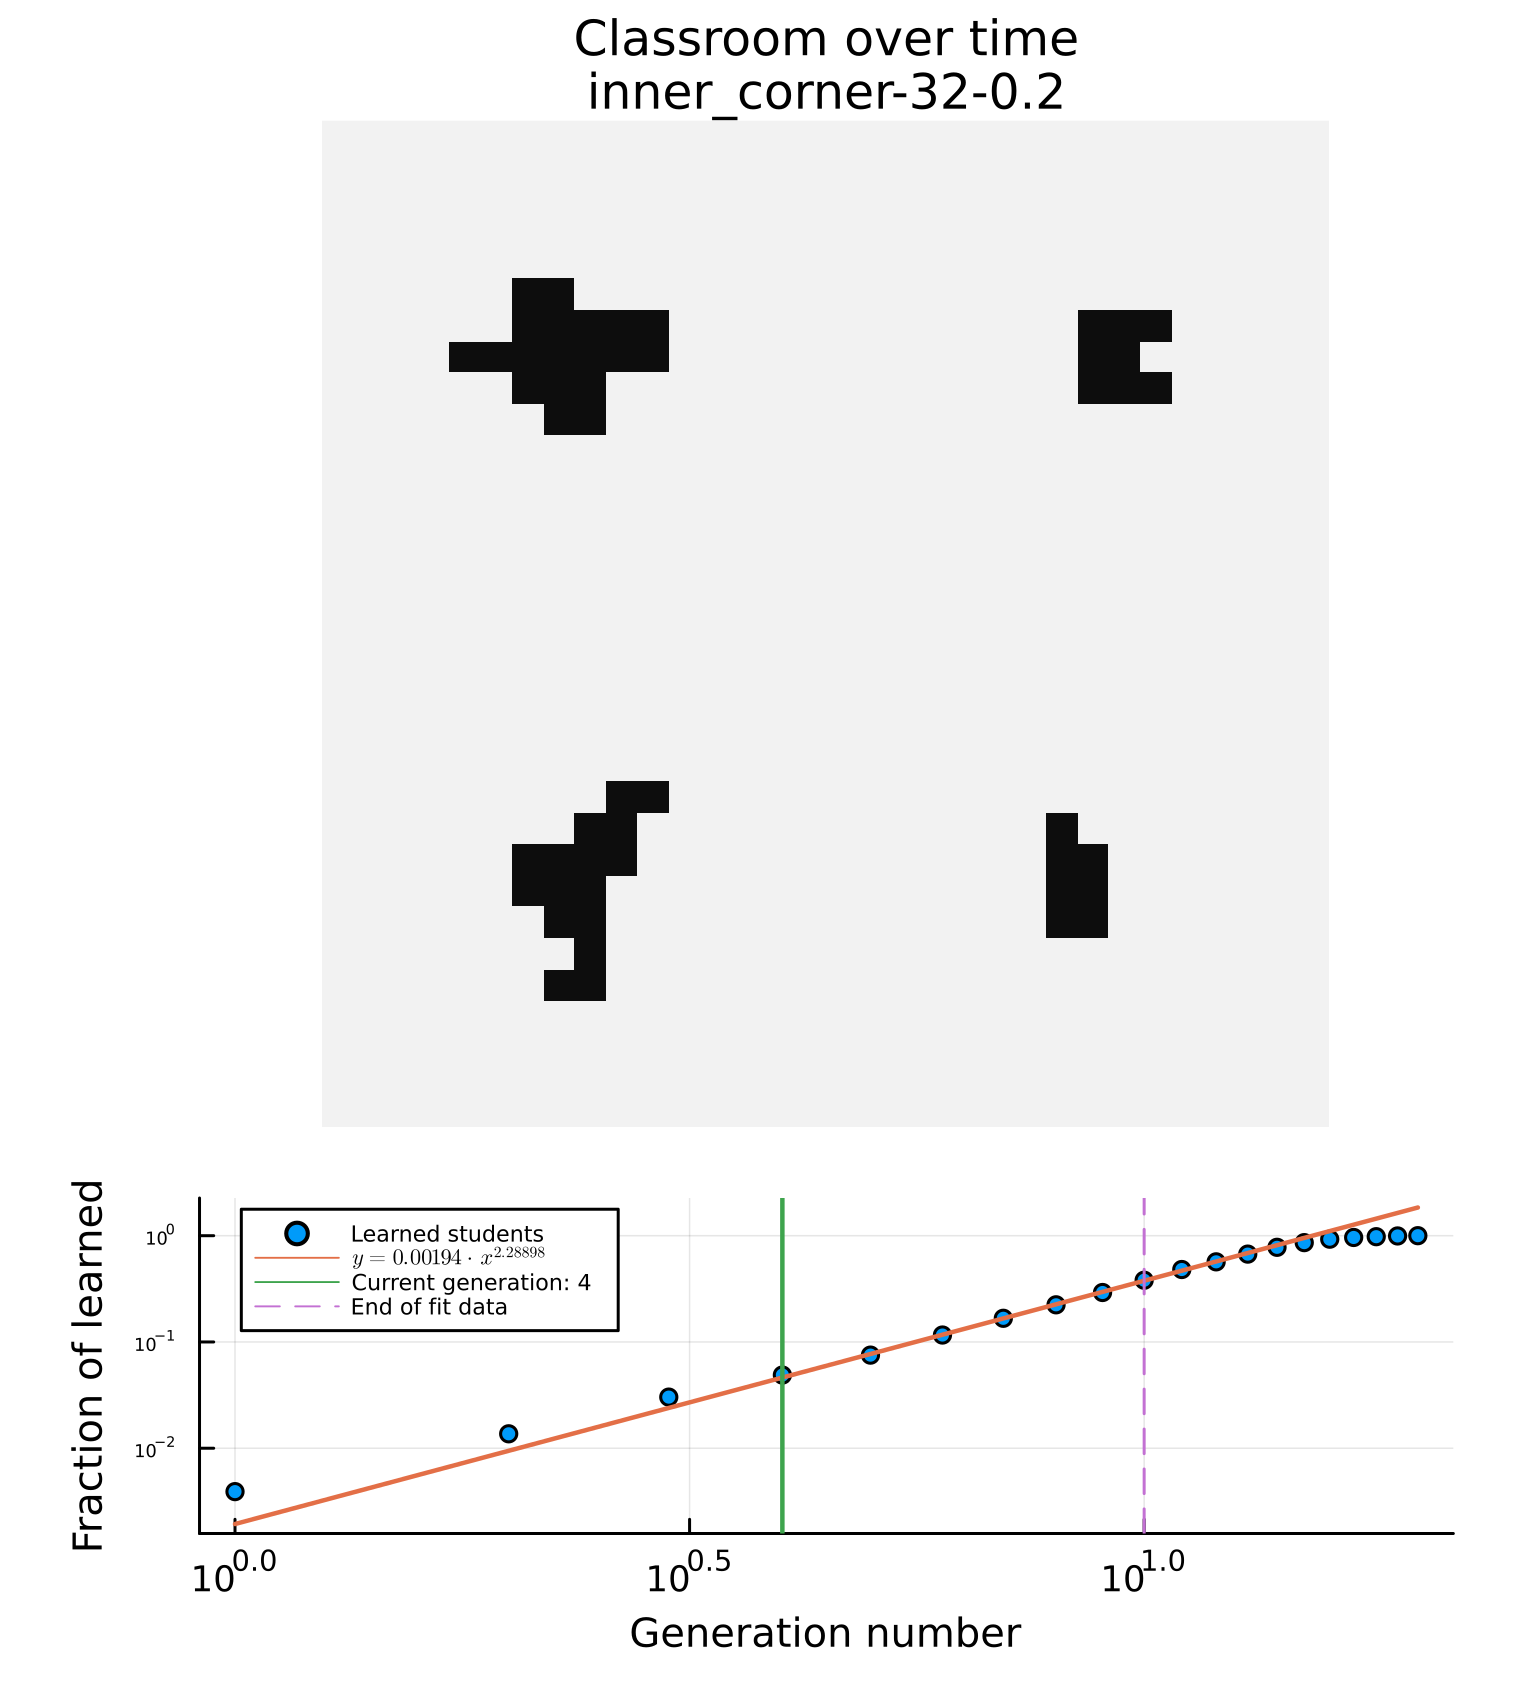 Classroom over time
inner_corner-32-0.2
Fraction of learned
10^0
10^−1
10^−2
Learned students
y = 0.00194 · x^2.28898
Current generation: 4
End of fit data
10^0.0 10^0.5 10^1.0
Generation number